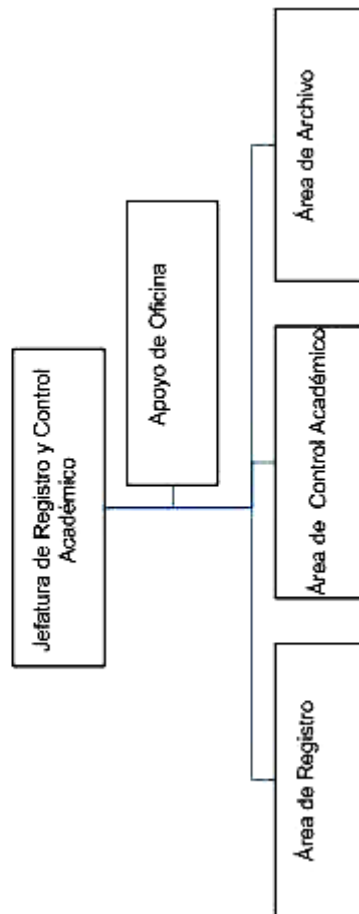 Jefatura de Registro y Control
Académico
Apoyo de Oficina
Área de Registro
Área de Control Académico
Área de Archivo